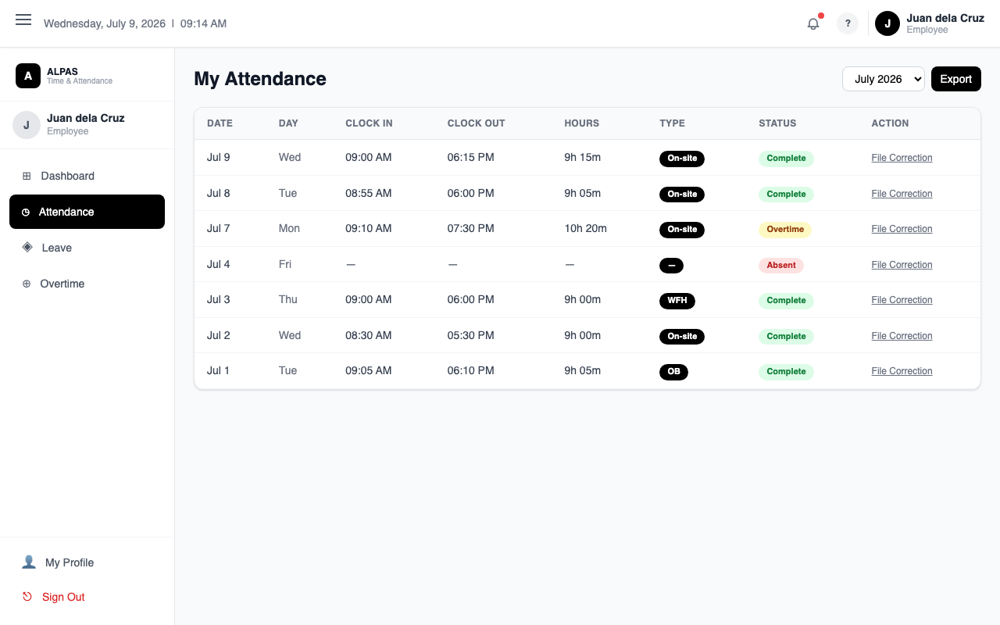 Wednesday, July 9, 2026 | 09:14 AM
?
J
Juan dela Cruz
Employee
A
ALPAS
Time & Attendance
J
Juan dela Cruz
Employee
Dashboard
Attendance
Leave
Overtime
My Profile
Sign Out
My Attendance
July 2026
Export
DATE DAY CLOCK IN CLOCK OUT HOURS TYPE STATUS ACTION
Jul 9 Wed 09:00 AM 06:15 PM 9h 15m On-site Complete File Correction
Jul 8 Tue 08:55 AM 06:00 PM 9h 05m On-site Complete File Correction
Jul 7 Mon 09:10 AM 07:30 PM 10h 20m On-site Overtime File Correction
Jul 4 Fri — — — — Absent File Correction
Jul 3 Thu 09:00 AM 06:00 PM 9h 00m WFH Complete File Correction
Jul 2 Wed 08:30 AM 05:30 PM 9h 00m On-site Complete File Correction
Jul 1 Tue 09:05 AM 06:10 PM 9h 05m OB Complete File Correction